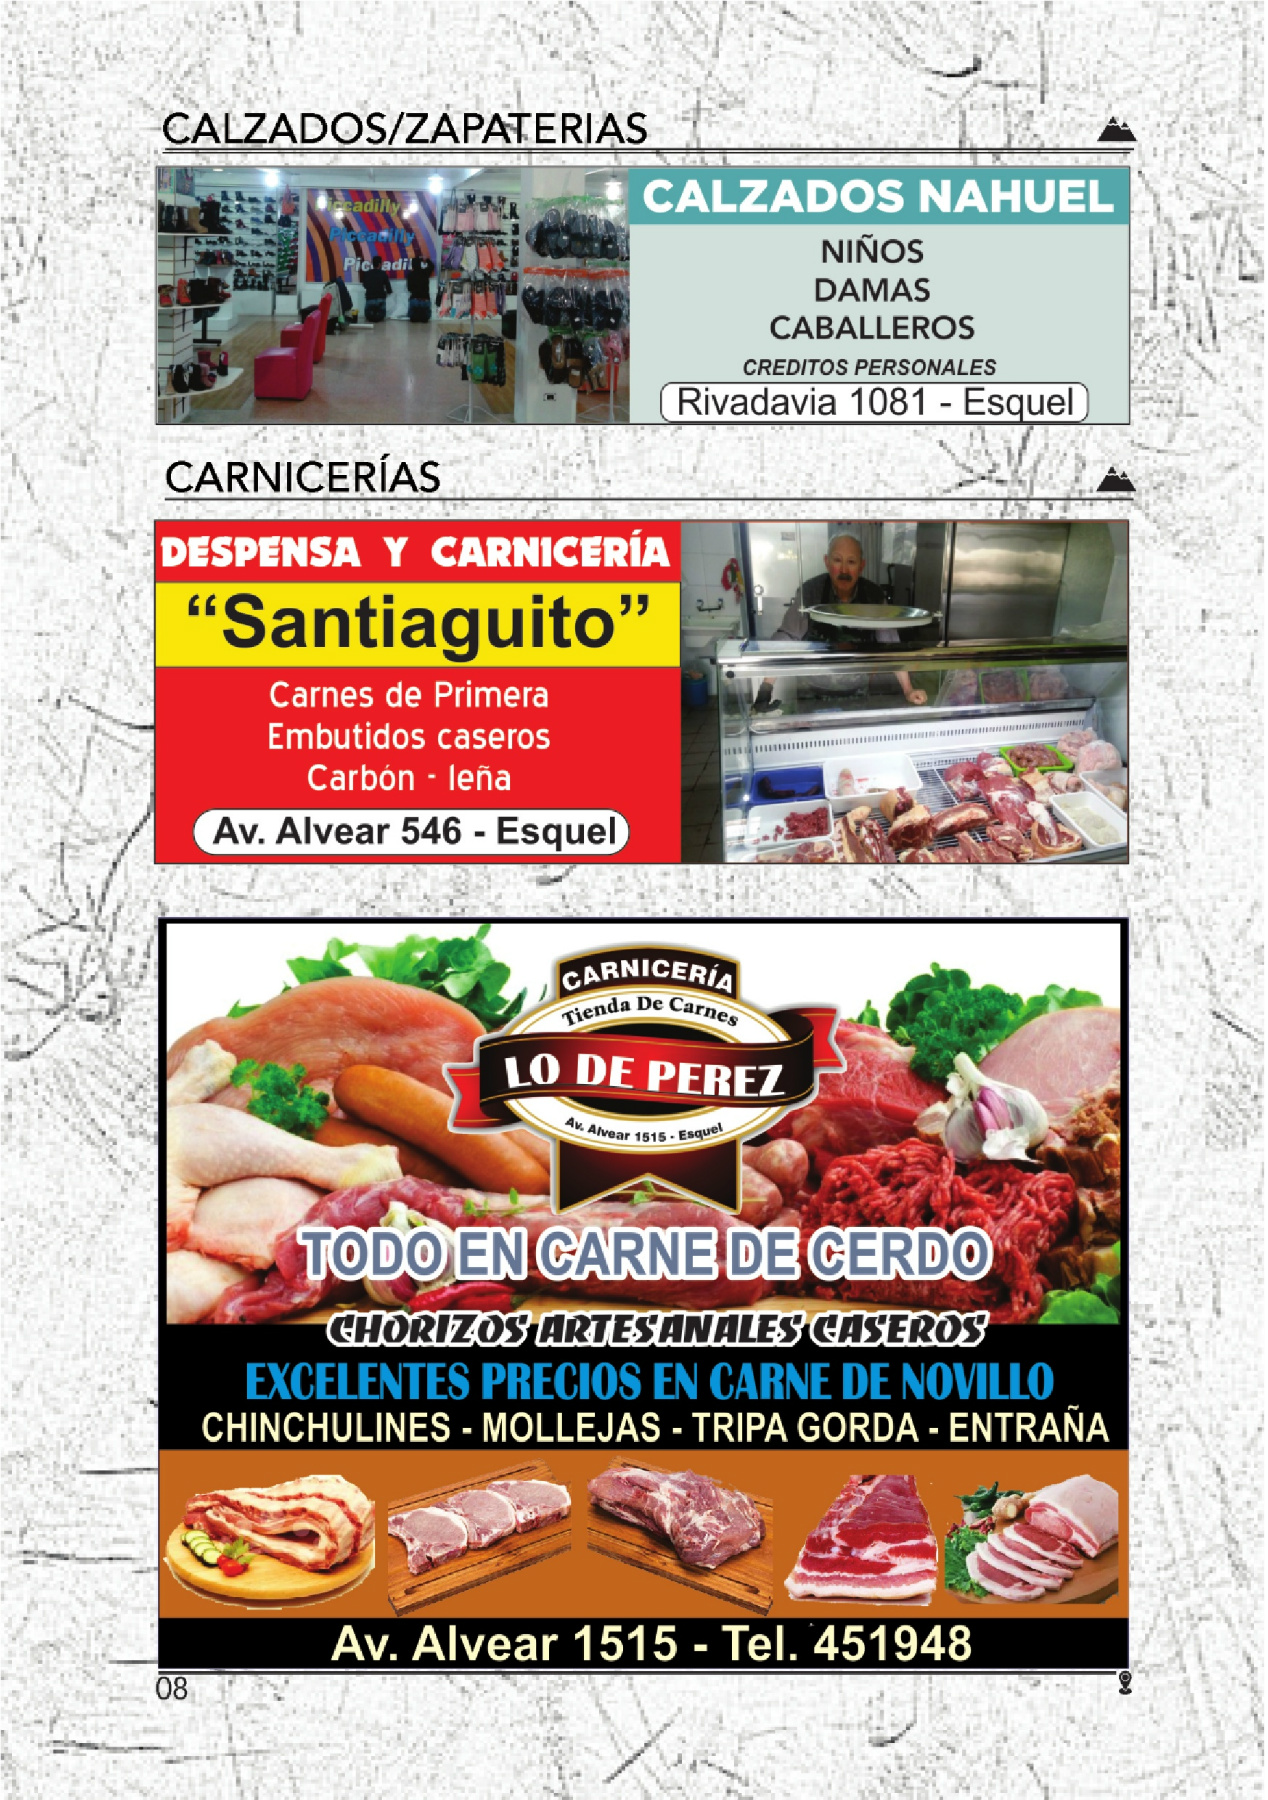 CALZADOS/ZAPATERIAS
Piccadilly
Piccadilly
Piccadilly
CALZADOS NAHUEL
NIÑOS
DAMAS
CABALLEROS
CREDITOS PERSONALES
Rivadavia 1081 - Esquel
CARNICERÍAS
DESPENSA Y CARNICERÍA
“Santiaguito”
Carnes de Primera
Embutidos caseros
Carbón - leña
Av. Alvear 546 - Esquel
CARNICERÍA
Tienda De Carnes
LO DE PEREZ
Av. Alvear 1515 - Esquel
TODO EN CARNE DE CERDO
CHORIZOS ARTESANALES CASEROS
EXCELENTES PRECIOS EN CARNE DE NOVILLO
CHINCHULINES - MOLLEJAS - TRIPA GORDA - ENTRAÑA
Av. Alvear 1515 - Tel. 451948
08